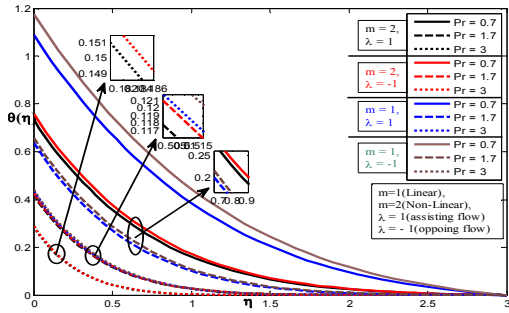 1.2
1
0.8
0.6
0.4
0.2
0
θ(η
0 0.5 1 1.5 2 2.5 3
η
0.151
0.15
0.149
0.121
0.12
0.119
0.118
0.117
0.25
0.2
0.7 0.8 0.9
m = 2,
λ = 1
Pr = 0.7
Pr = 1.7
Pr = 3
m = 2,
λ = -1
Pr = 0.7
Pr = 1.7
Pr = 3
m = 1,
λ = 1
Pr = 0.7
Pr = 1.7
Pr = 3
m = 1,
λ = -1
Pr = 0.7
Pr = 1.7
Pr = 3
m=1(Linear),
m=2(Non-Linear)
λ = 1(assisting flow)
λ = - 1(oppoing flow)